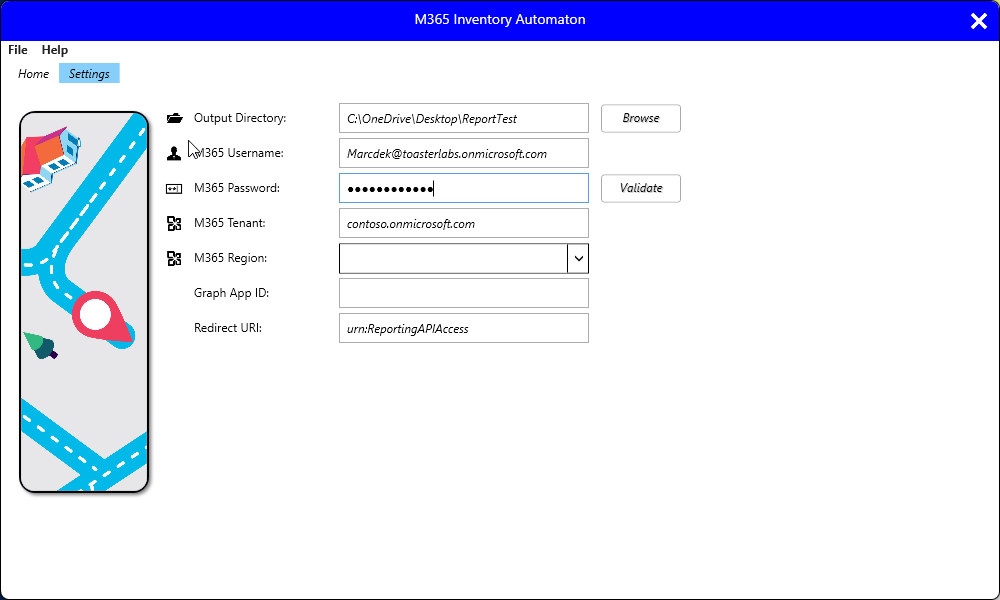 M365 Inventory Automaton
File Help
Home Settings
Output Directory: C:\OneDrive\Desktop\ReportTest Browse
M365 Username: Marcdek@toasterlabs.onmicrosoft.com
M365 Password: ●●●●●●●●●●●● Validate
M365 Tenant: contoso.onmicrosoft.com
M365 Region:
Graph App ID:
Redirect URI: urn:ReportingAPIAccess